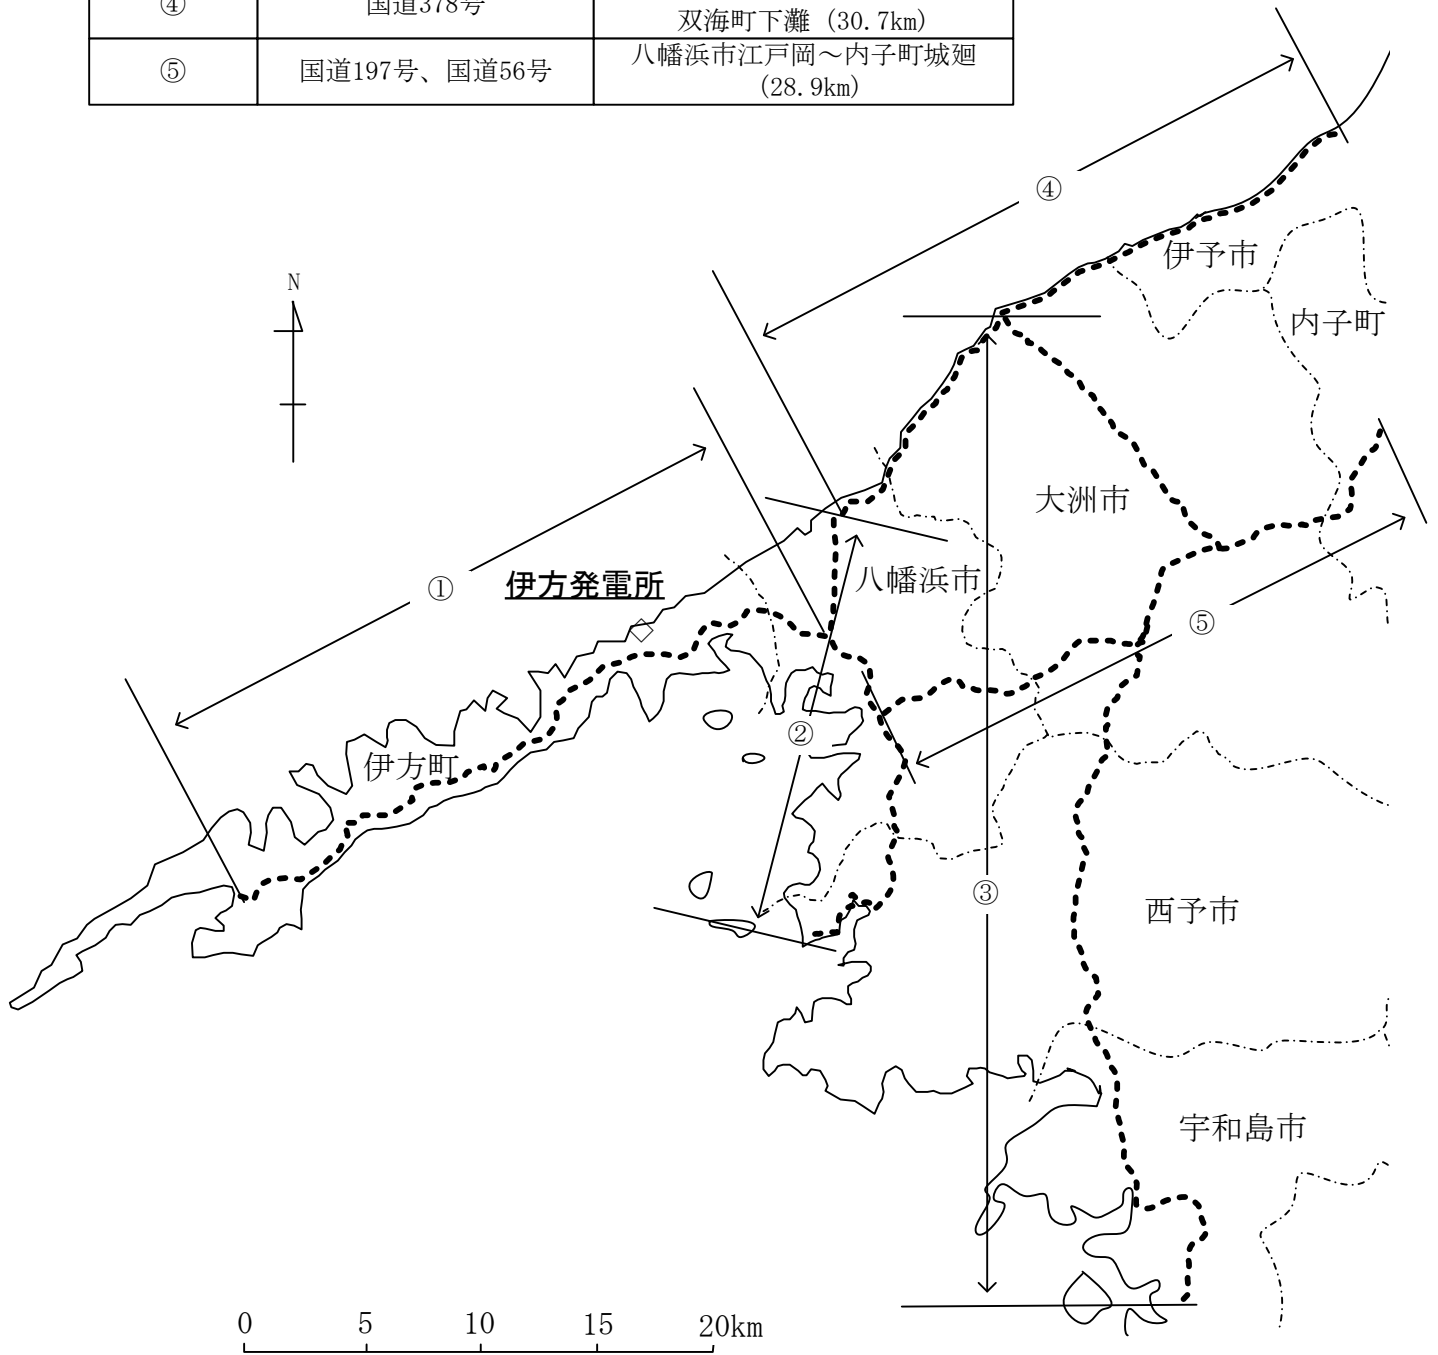 ④
国道378号
双海町下灘 (30.7km)
⑤
国道197号、国道56号
八幡浜市江戸岡～内子町城廻
(28.9km)
④
伊予市
N
内子町
大洲市
①
伊方発電所
八幡浜市
⑤
②
伊方町
③
西予市
宇和島市
0 5 10 15 20km